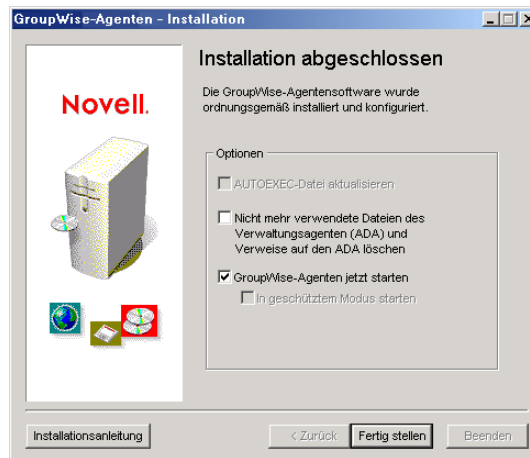 GroupWise-Agenten - Installation
Novell.
Installation abgeschlossen
Die GroupWise-Agentensoftware wurde
ordnungsgemäß installiert und konfiguriert.
Optionen
AUTOEXEC-Datei aktualisieren
Nicht mehr verwendete Dateien des
Verwaltungsagenten (ADA) und
Verweise auf den ADA löschen
GroupWise-Agenten jetzt starten
In geschütztem Modus starten
Installationsanleitung
< Zurück
Fertig stellen
Beenden